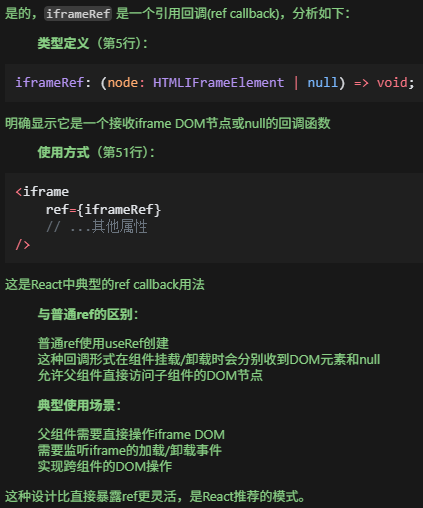 是的，iframeRef 是一个引用回调(ref callback)，分析如下：
类型定义（第5行）：
iframeRef: (node: HTMLIFrameElement | null) => void;
明确显示它是一个接收iframe DOM节点或null的回调函数
使用方式（第51行）：
<iframe
ref={iframeRef}
// ...其他属性
/>
这是React中典型的ref callback用法
与普通ref的区别：
普通ref使用useRef创建
这种回调形式在组件挂载/卸载时会分别收到DOM元素和null
允许父组件直接访问子组件的DOM节点
典型使用场景：
父组件需要直接操作iframe DOM
需要监听iframe的加载/卸载事件
实现跨组件的DOM操作
这种设计比直接暴露ref更灵活，是React推荐的模式。